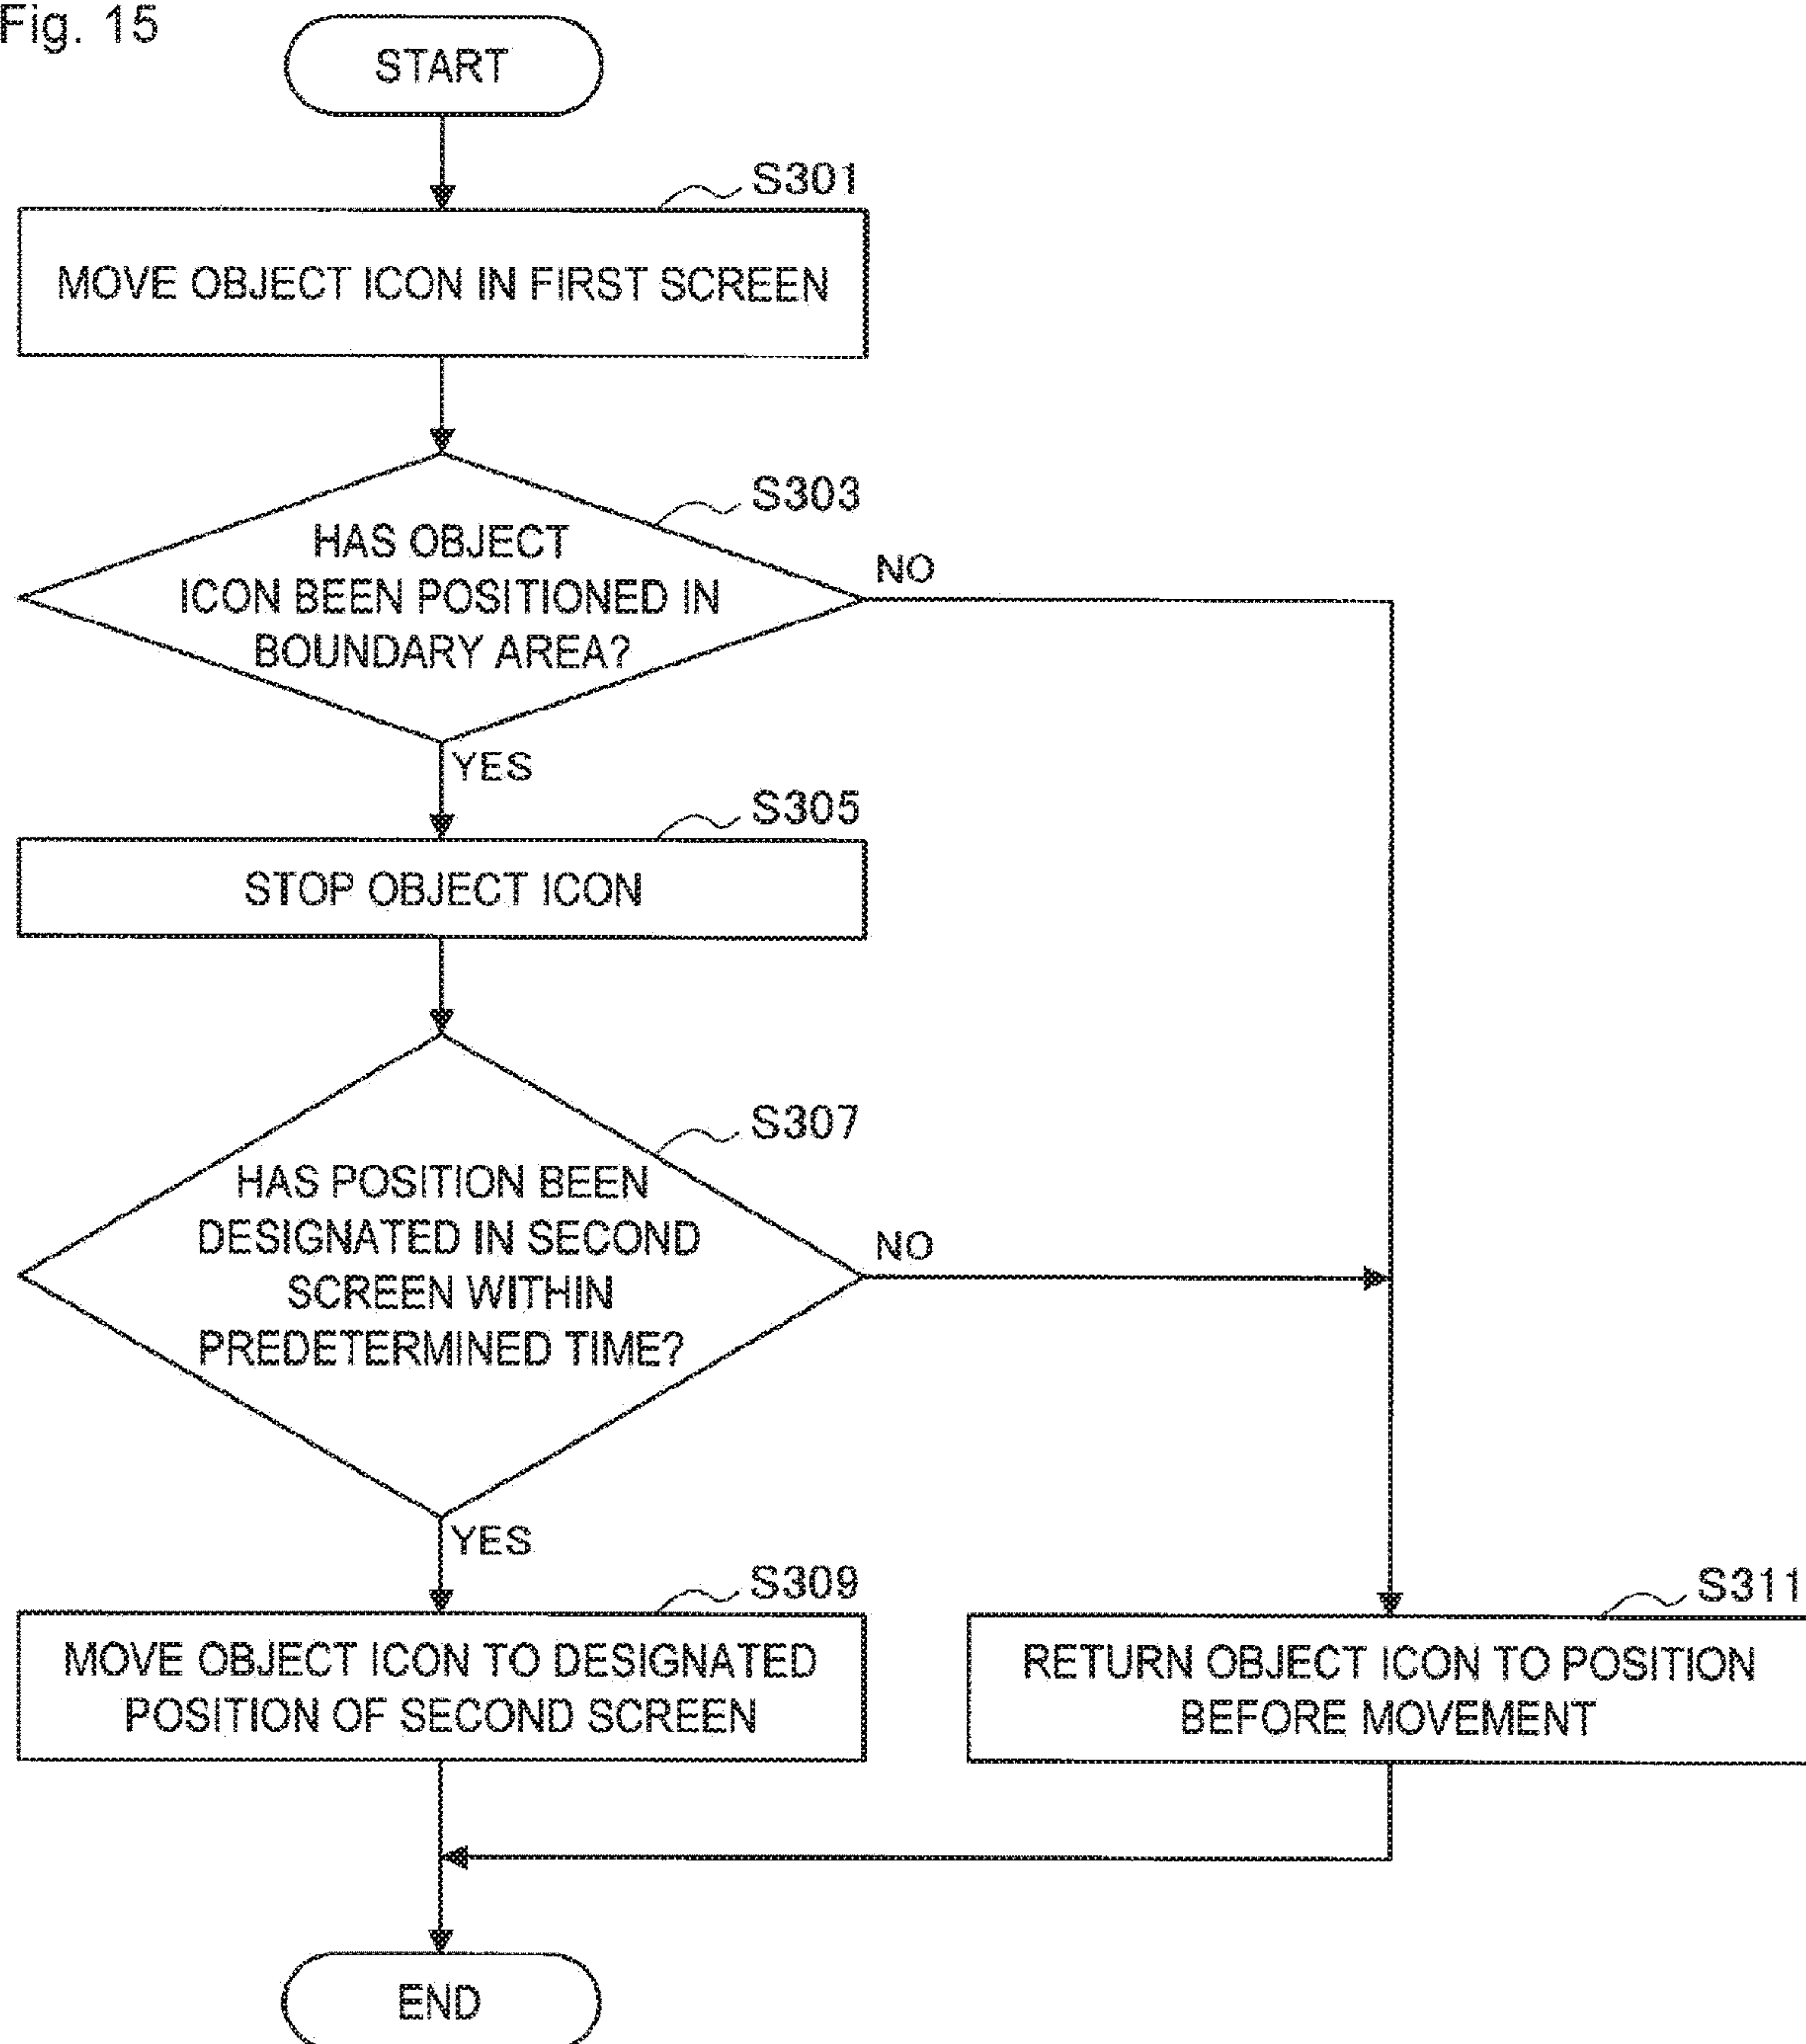 Fig. 15
START
S301
MOVE OBJECT ICON IN FIRST SCREEN
S303
HAS OBJECT
ICON BEEN POSITIONED IN
BOUNDARY AREA?
NO
YES
S305
STOP OBJECT ICON
S307
HAS POSITION BEEN
DESIGNATED IN SECOND
SCREEN WITHIN
PREDETERMINED TIME?
NO
YES
S309
MOVE OBJECT ICON TO DESIGNATED
POSITION OF SECOND SCREEN
S311
RETURN OBJECT ICON TO POSITION
BEFORE MOVEMENT
END